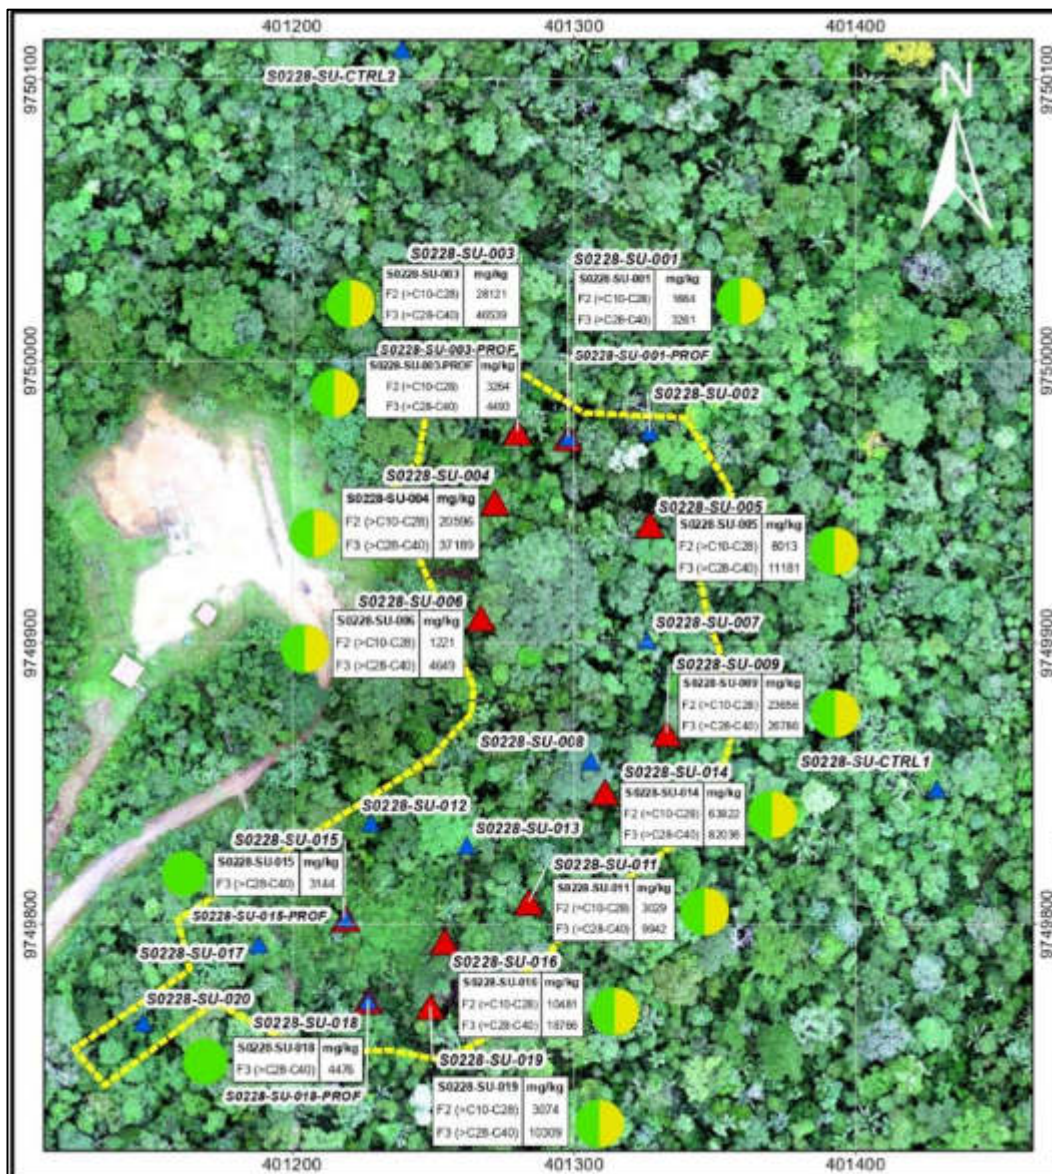 401200 401300 401400
9750100 9750100
S0228-SU-CTRL2
N
S0228-SU-003
S0228-SU-003 mg/kg
F2 (>C10-C28) 28121
F3 (>C28-C40) 46539
S0228-SU-001
S0228-SU-001 mg/kg
F2 (>C10-C28)
F3 (>C28-C40) 3261
S0228-SU-001-PROF
9750000 9750000
S0228-SU-003-PROF
S0228-SU-003-PROF mg/kg
F2 (>C10-C28) 3264
F3 (>C28-C40) 4493
S0228-SU-002
S0228-SU-004
S0228-SU-004 mg/kg
F2 (>C10-C28) 20596
F3 (>C28-C40) 37189
S0228-SU-005
S0228-SU-005 mg/kg
F2 (>C10-C28)
F3 (>C28-C40) 11181
S0228-SU-006
S0228-SU-006 mg/kg
F2 (>C10-C28) 1221
F3 (>C28-C40) 4649
S0228-SU-007
9749900 9749900
S0228-SU-009
S0228-SU-009 mg/kg
F2 (>C10-C28) 23656
F3 (>C28-C40)
S0228-SU-008
S0228-SU-CTRL1
S0228-SU-014
S0228-SU-014 mg/kg
F2 (>C10-C28) 63822
F3 (>C28-C40) 82036
S0228-SU-012
S0228-SU-013
S0228-SU-015
S0228-SU-015 mg/kg
F3 (>C28-C40) 3144
S0228-SU-015-PROF
S0228-SU-011
S0228-SU-011 mg/kg
F2 (>C10-C28) 3029
F3 (>C28-C40) 9942
9749800 9749800
S0228-SU-017
S0228-SU-016
S0228-SU-016 mg/kg
F2 (>C10-C28) 10481
F3 (>C28-C40) 18766
S0228-SU-020
S0228-SU-018
S0228-SU-018 mg/kg
F3 (>C28-C40) 4476
S0228-SU-018-PROF
S0228-SU-019
S0228-SU-019 mg/kg
F2 (>C10-C28) 3074
F3 (>C28-C40) 10309
401200 401300 401400